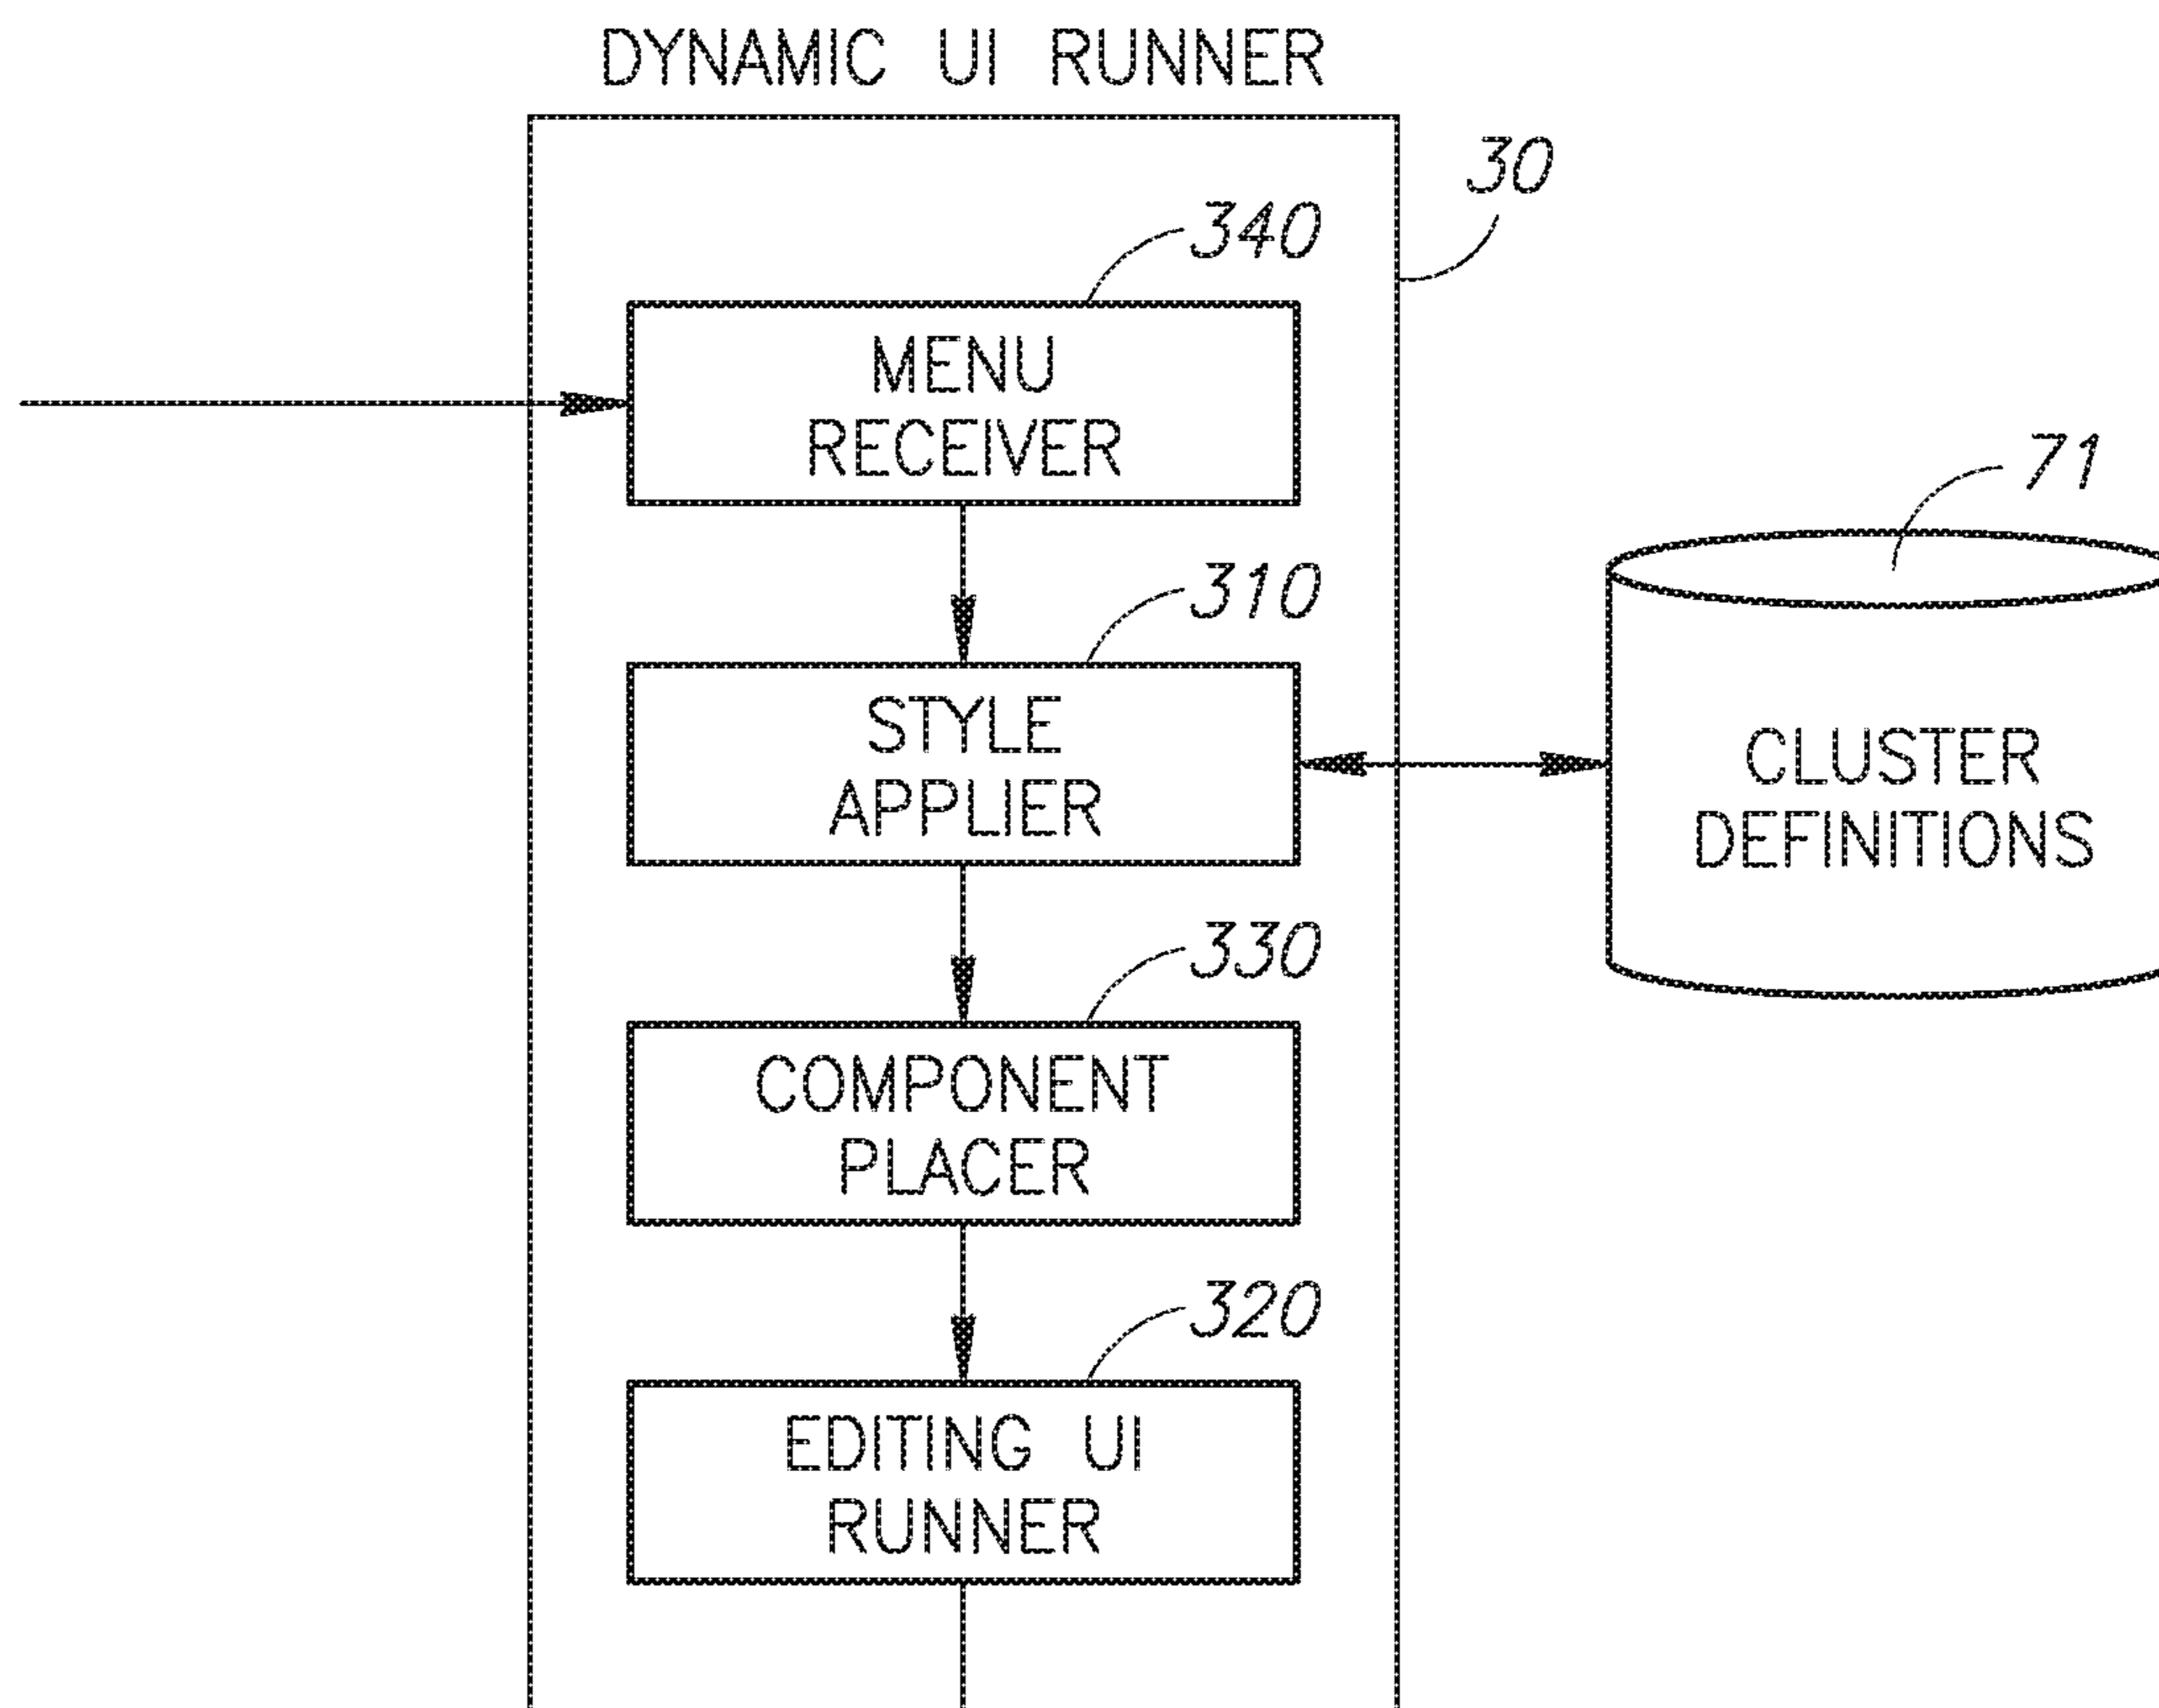 DYNAMIC UI RUNNER
30
340
MENU
RECEIVER
71
310
STYLE
APPLIER
CLUSTER
DEFINITIONS
330
COMPONENT
PLACER
320
EDITING UI
RUNNER